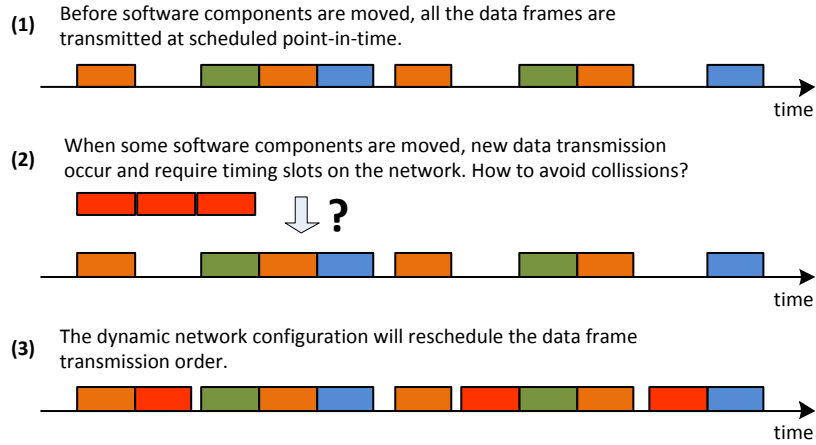 (1) Before software components are moved, all the data frames are
transmitted at scheduled point-in-time.
time
(2) When some software components are moved, new data transmission
occur and require timing slots on the network. How to avoid collissions?
?
time
(3) The dynamic network configuration will reschedule the data frame
transmission order.
time